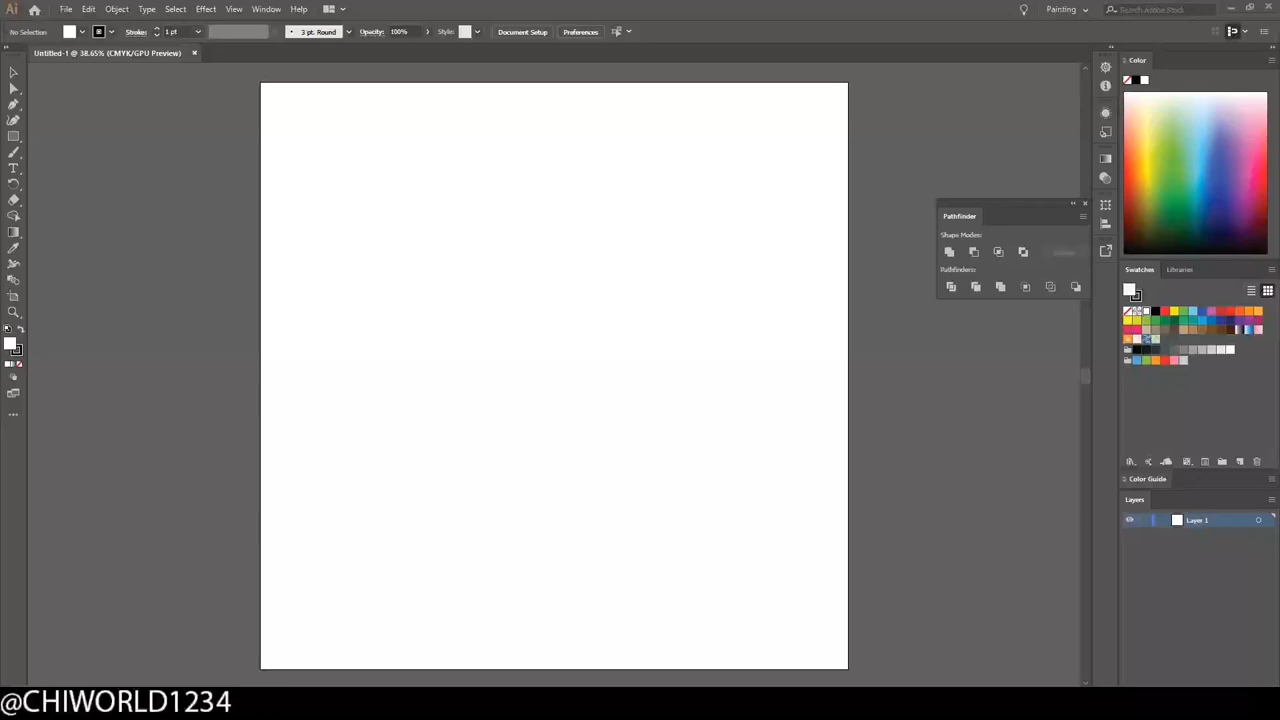 Ai File Edit Object Type Select Effect View Window Help Painting Search Adobe Stock
No Selection Stroke: 1 pt 3 pt. Round Opacity: 100% Style: Document Setup Preferences
Untitled-1 @ 38.65% (CMYK/GPU Preview)
Color
Pathfinder
Shape Modes:
Pathfinders:
Swatches Libraries
Color Guide
Layers
Layer 1
@CHIWORLD1234